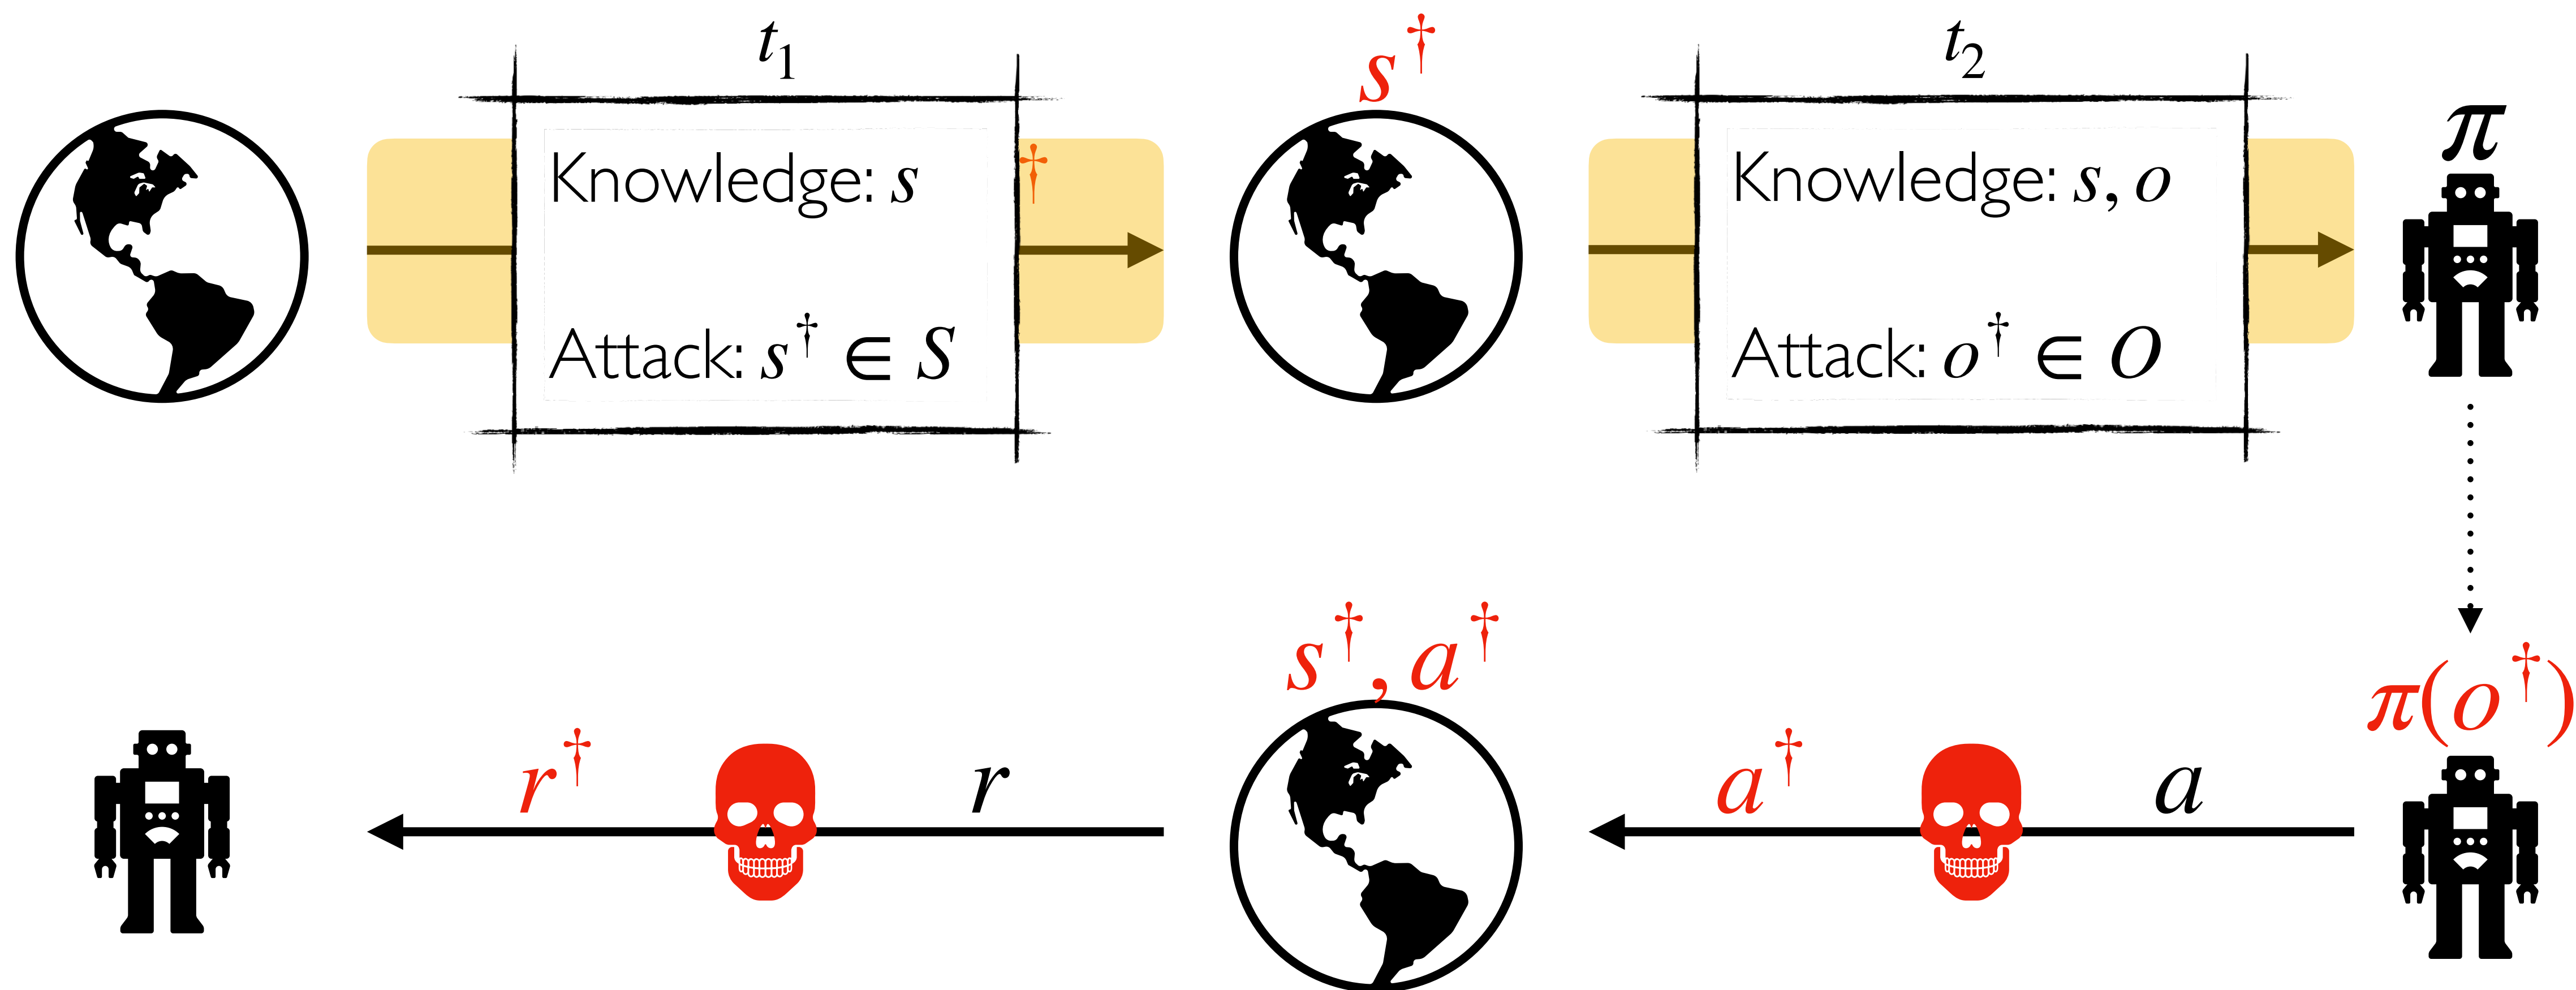 t₁
s†
t₂
π
Knowledge: s
†
Knowledge: s, o
Attack: s† ∈ S
Attack: o† ∈ O
s†, a†
π(o†)
r†
r
a†
a